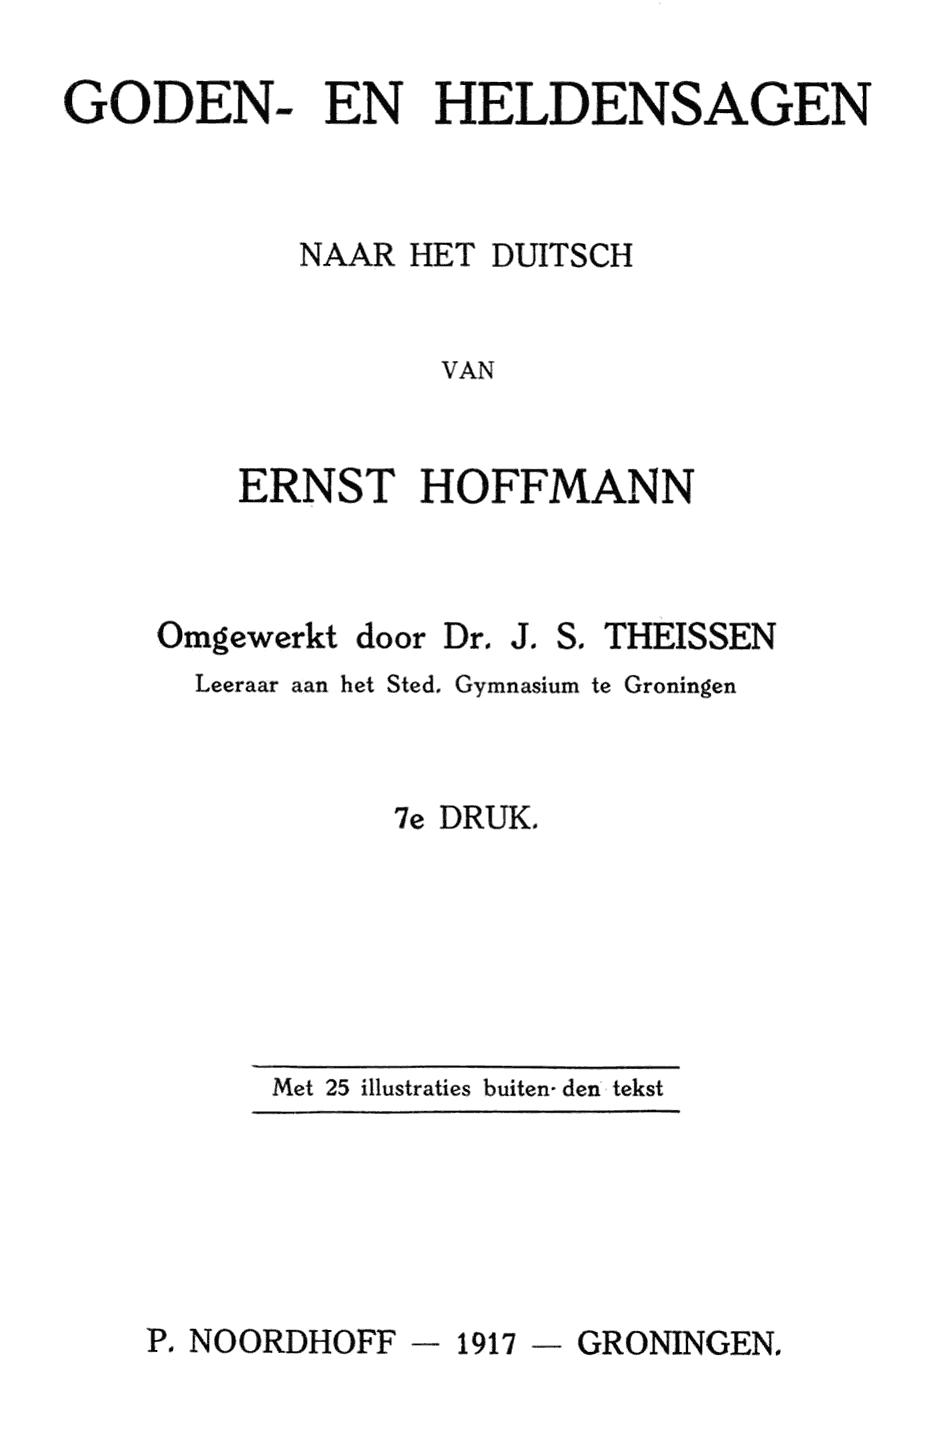 GODEN- EN HELDENSAGEN
NAAR HET DUITSCH
VAN
ERNST HOFFMANN
Omgewerkt door Dr. J. S. THEISSEN
Leeraar aan het Sted. Gymnasium te Groningen
7e DRUK.
Met 25 illustraties buiten den tekst
P. NOORDHOFF — 1917 — GRONINGEN.